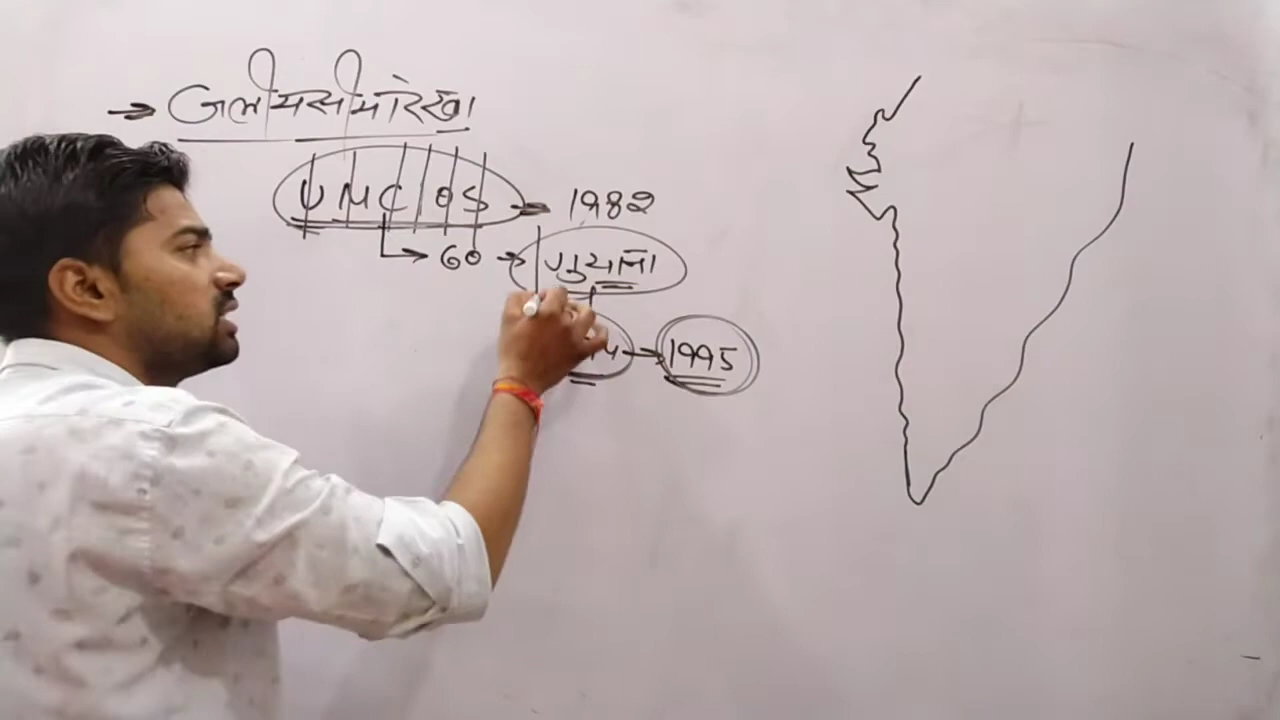 → जलीयसीमारेखा
UNCLOS = 1982
→ 60 → गुयाना
→ 1995